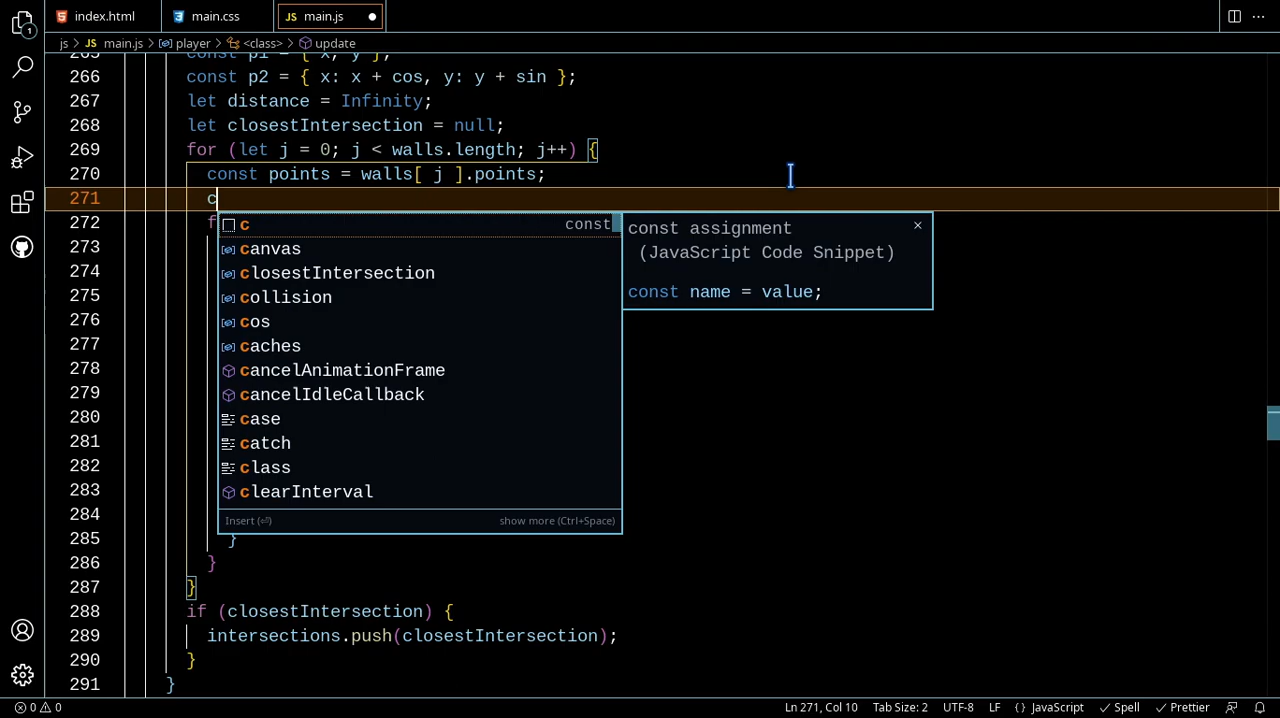 index.html main.css JS main.js
js > JS main.js > player > <class> > update
265 const p1 = { x, y };
266 const p2 = { x: x + cos, y: y + sin };
267 let distance = Infinity;
268 let closestIntersection = null;
269 for (let j = 0; j < walls.length; j++) {
270 const points = walls[ j ].points;
271 c
272 f
c const
const assignment
(JavaScript Code Snippet)
const name = value;
canvas
closestIntersection
collision
cos
caches
cancelAnimationFrame
cancelIdleCallback
case
catch
class
clearInterval
Insert (⏎) show more (Ctrl+Space)
273
274
275
276
277
278
279
280
281
282
283
284
285 }
286 }
287 }
288 if (closestIntersection) {
289 intersections.push(closestIntersection);
290 }
291 }
1
0 0 Ln 271, Col 10 Tab Size: 2 UTF-8 LF {} JavaScript Spell Prettier